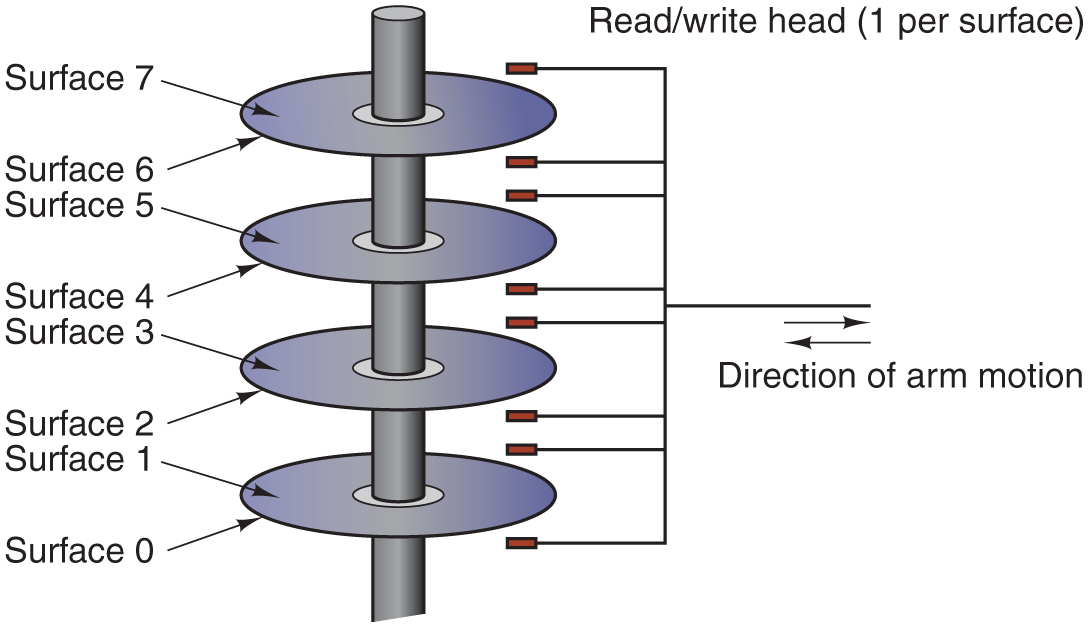 Read/write head (1 per surface)
Surface 7
Surface 6
Surface 5
Surface 4
Surface 3
Direction of arm motion
Surface 2
Surface 1
Surface 0